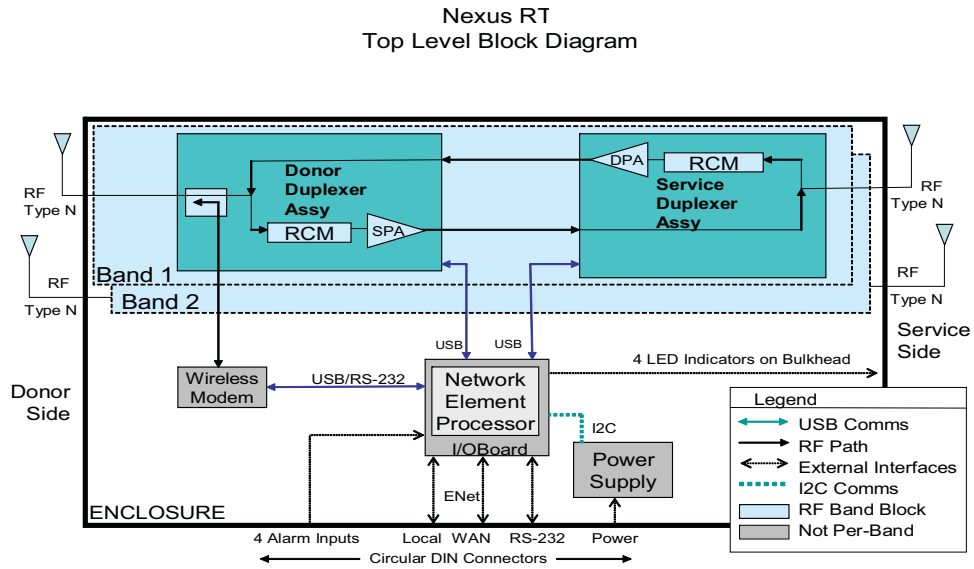 Nexus RT
Top Level Block Diagram
Donor
Duplexer
Assy
RCM
SPA
DPA
RCM
Service
Duplexer
Assy
RF
Type N
RF
Type N
RF
Type N
RF
Type N
Band 1
Band 2
USB
USB
Donor
Side
Service
Side
Wireless
Modem
USB/RS-232
Network
Element
Processor
I/OBoard
4 LED Indicators on Bulkhead
I2C
Power
Supply
ENet
ENCLOSURE
4 Alarm Inputs
Local
WAN
RS-232
Power
Circular DIN Connectors
Legend
USB Comms
RF Path
External Interfaces
I2C Comms
RF Band Block
Not Per-Band